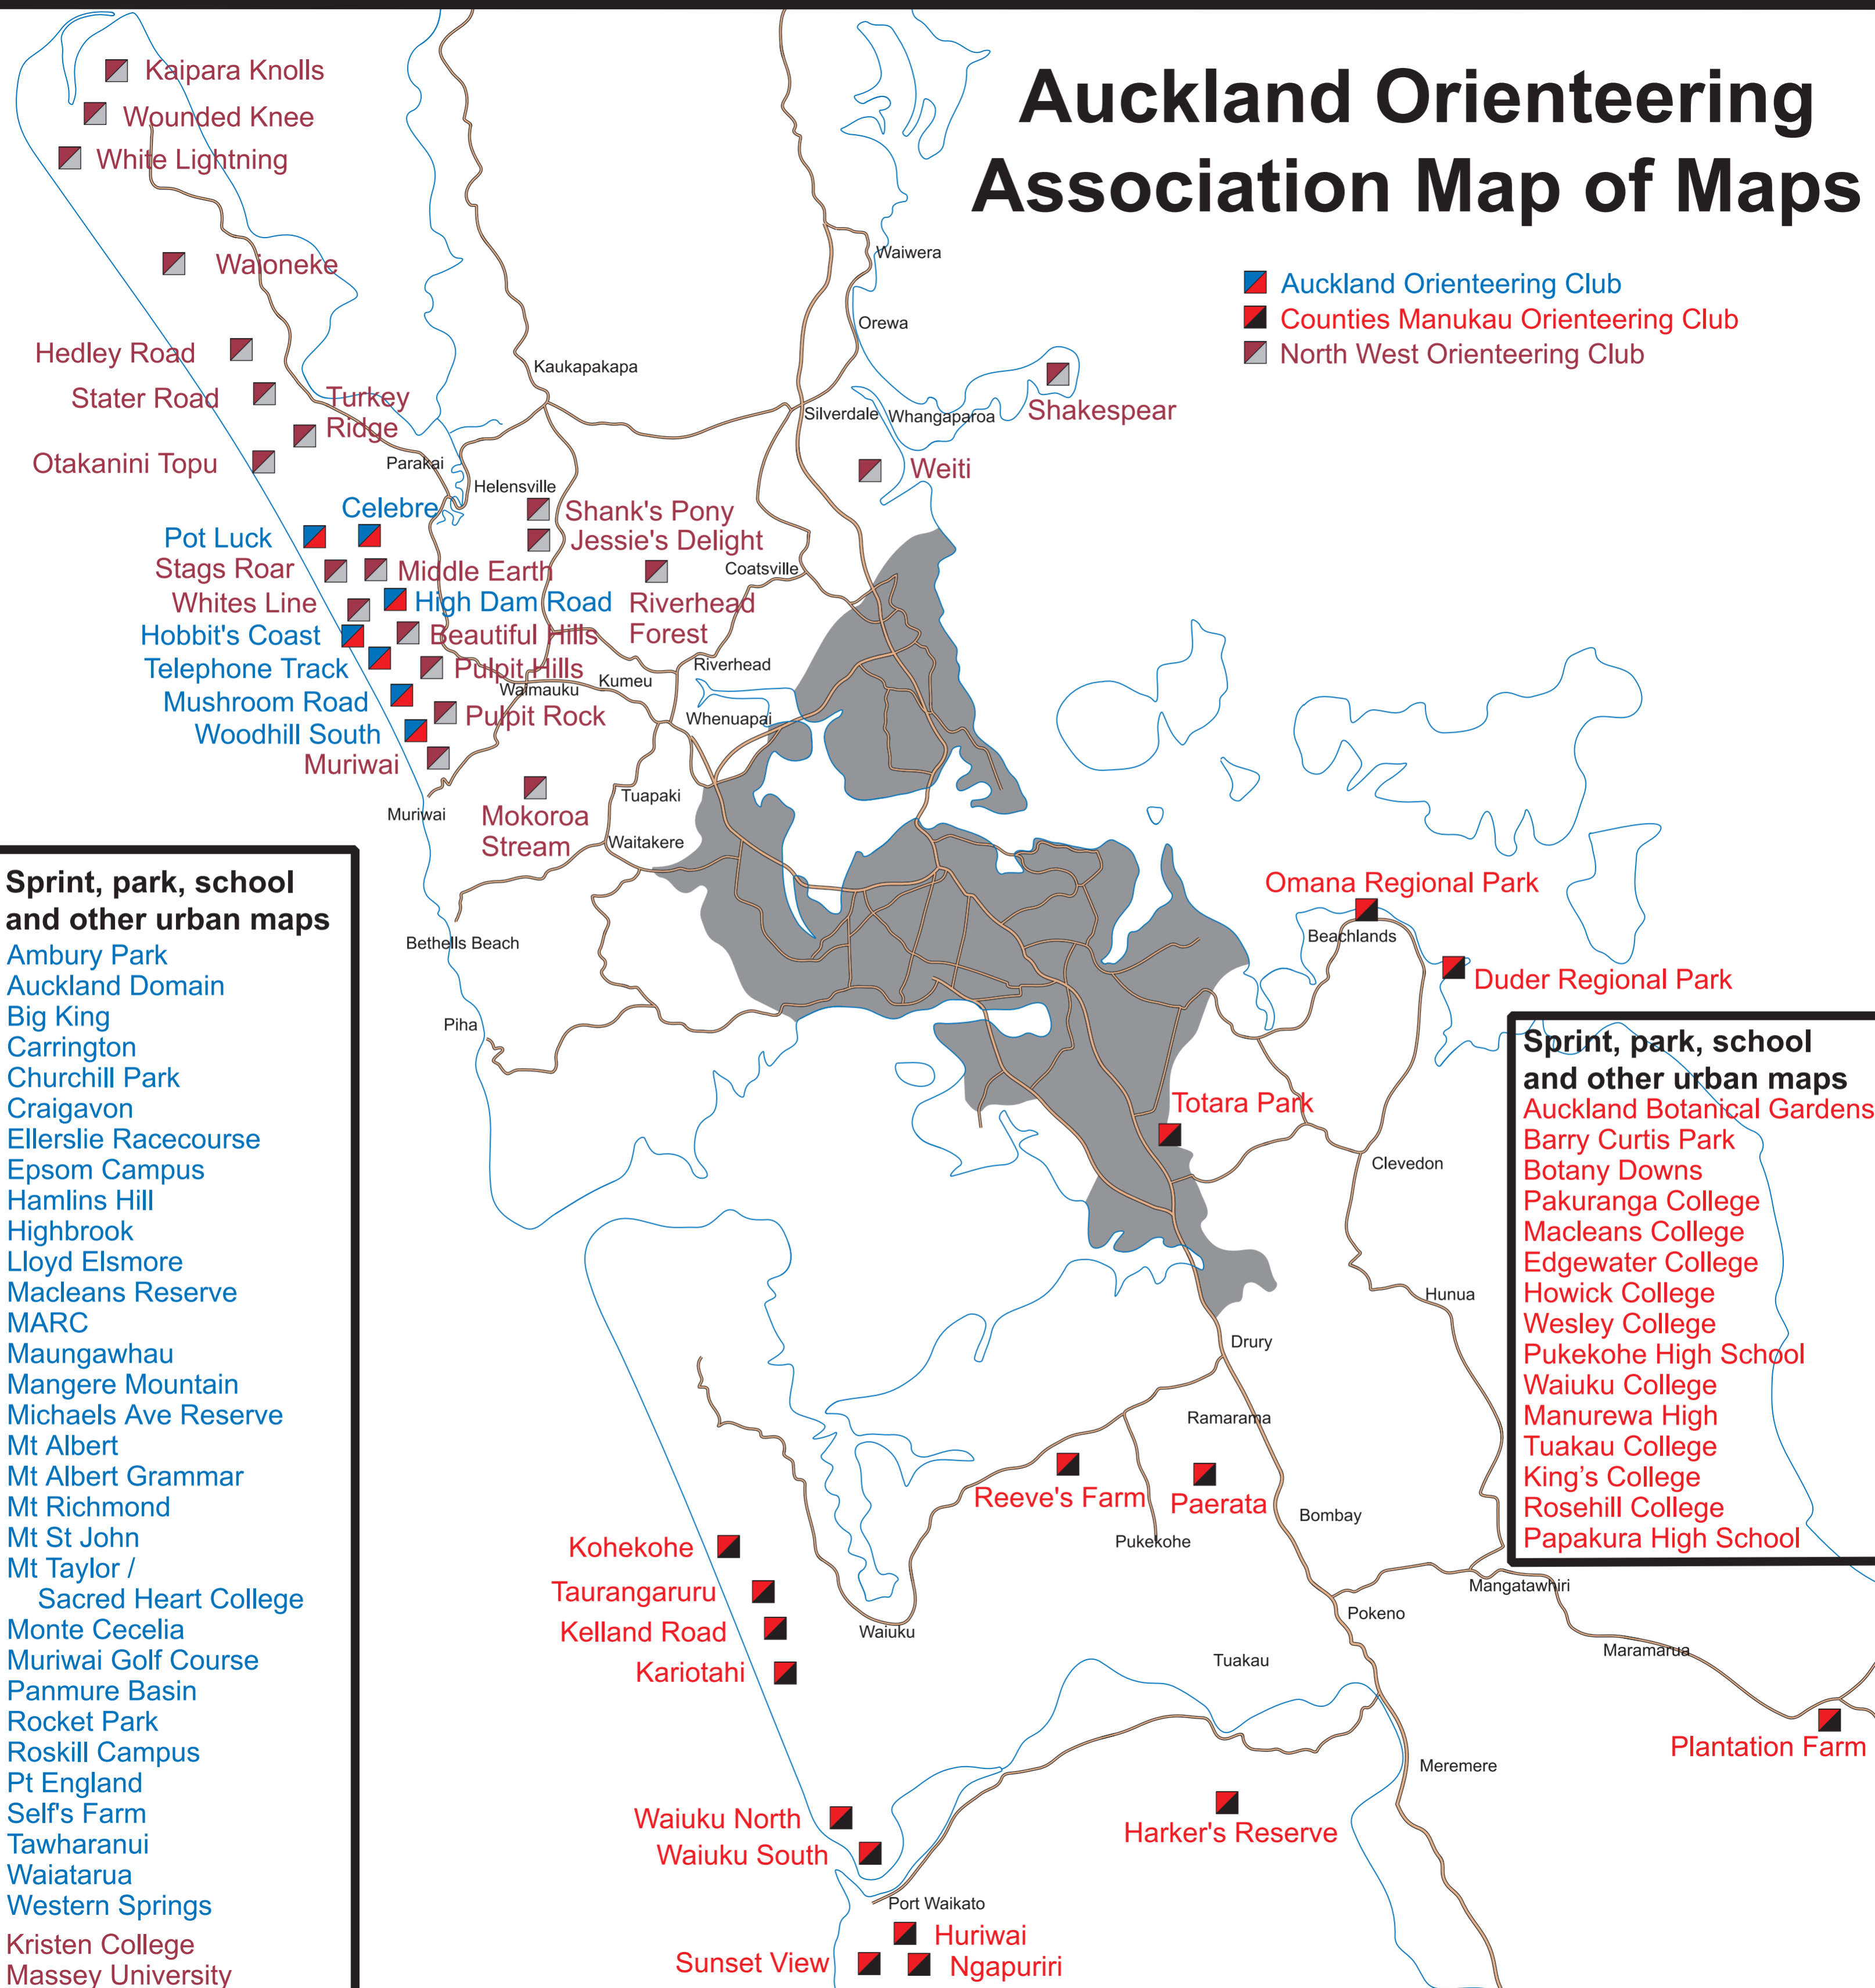 Auckland Orienteering
Association Map of Maps
Auckland Orienteering Club
Counties Manukau Orienteering Club
North West Orienteering Club
Kaipara Knolls
Wounded Knee
White Lightning
Waioneke
Waiwera
Orewa
Hedley Road
Kaukapakapa
Stater Road
Turkey
Ridge
Silverdale
Whangaparoa
Shakespear
Otakanini Topu
Parakai
Weiti
Helensville
Celebre
Shank's Pony
Pot Luck
Jessie's Delight
Stags Roar
Middle Earth
Coatsville
Whites Line
High Dam Road
Riverhead
Forest
Hobbit's Coast
Beautiful Hills
Telephone Track
Pulpit Hills
Riverhead
Kumeu
Waimauku
Mushroom Road
Pulpit Rock
Whenuapai
Woodhill South
Muriwai
Tuapaki
Muriwai
Mokoroa
Stream
Waitakere
Bethells Beach
Piha
Omana Regional Park
Beachlands
Duder Regional Park
Totara Park
Clevedon
Hunua
Drury
Ramarama
Reeve's Farm
Paerata
Bombay
Pukekohe
Kohekohe
Taurangaruru
Mangatawhiri
Kelland Road
Waiuku
Pokeno
Maramarua
Kariotahi
Tuakau
Plantation Farm
Meremere
Waiuku North
Harker's Reserve
Waiuku South
Port Waikato
Huriwai
Sunset View
Ngapuriri
Sprint, park, school
and other urban maps
Ambury Park
Auckland Domain
Big King
Carrington
Churchill Park
Craigavon
Ellerslie Racecourse
Epsom Campus
Hamlins Hill
Highbrook
Lloyd Elsmore
Macleans Reserve
MARC
Maungawhau
Mangere Mountain
Michaels Ave Reserve
Mt Albert
Mt Albert Grammar
Mt Richmond
Mt St John
Mt Taylor /
Sacred Heart College
Monte Cecelia
Muriwai Golf Course
Panmure Basin
Rocket Park
Roskill Campus
Pt England
Self's Farm
Tawharanui
Waiatarua
Western Springs
Kristen College
Massey University
Sprint, park, school
and other urban maps
Auckland Botanical Gardens
Barry Curtis Park
Botany Downs
Pakuranga College
Macleans College
Edgewater College
Howick College
Wesley College
Pukekohe High School
Waiuku College
Manurewa High
Tuakau College
King’s College
Rosehill College
Papakura High School